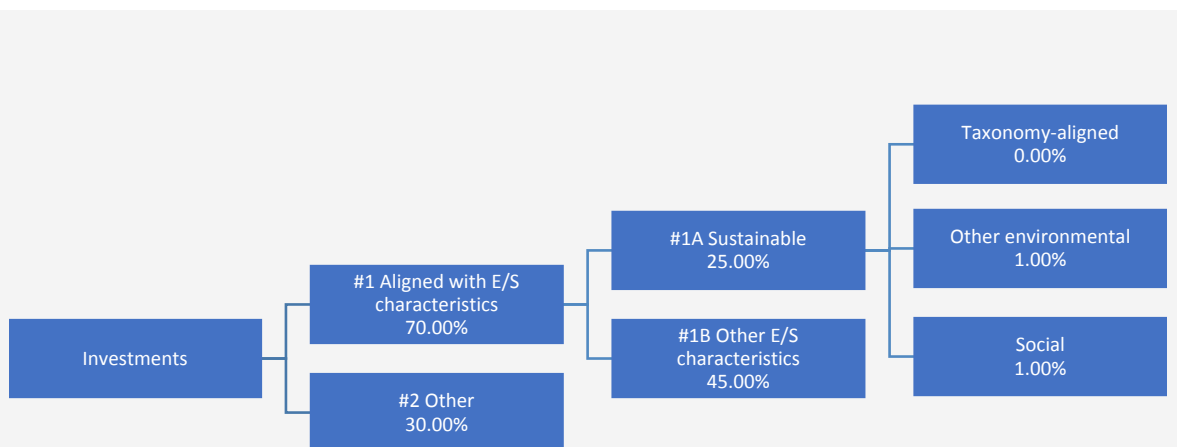 Investments
#1 Aligned with E/S
characteristics
70.00%
#2 Other
30.00%
#1A Sustainable
25.00%
#1B Other E/S
characteristics
45.00%
Taxonomy-aligned
0.00%
Other environmental
1.00%
Social
1.00%